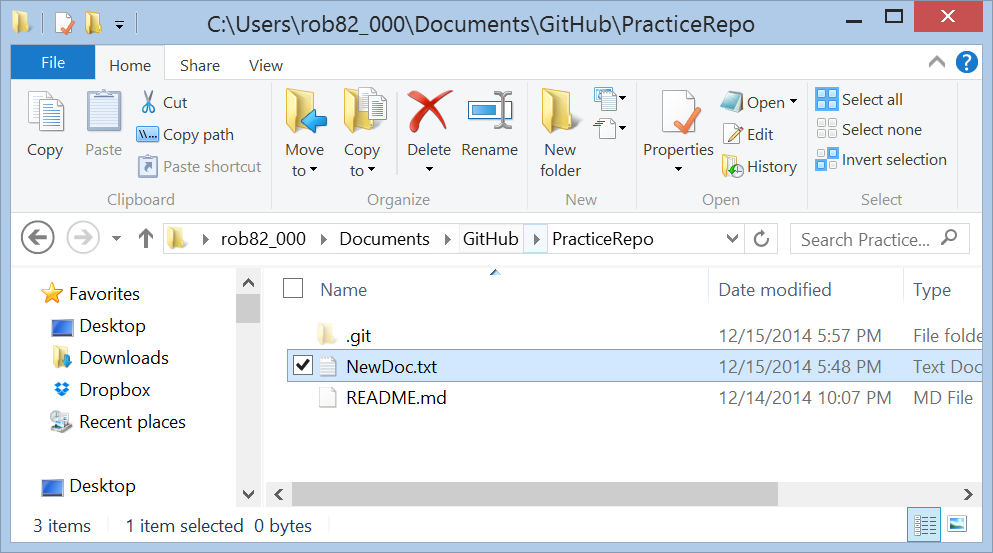 C:\Users\rob82_000\Documents\GitHub\PracticeRepo
File Home Share View
Copy
Paste
Cut
Copy path
Paste shortcut
Clipboard
Move to
Copy to
Delete
Rename
Organize
New folder
New
Properties
Open
Edit
History
Open
Select all
Select none
Invert selection
Select
rob82_000 Documents GitHub PracticeRepo
Search Practice...
Favorites
Desktop
Downloads
Dropbox
Recent places
Desktop
Name Date modified Type
.git 12/15/2014 5:57 PM File folde
NewDoc.txt 12/15/2014 5:48 PM Text Doc
README.md 12/14/2014 10:07 PM MD File
3 items 1 item selected 0 bytes